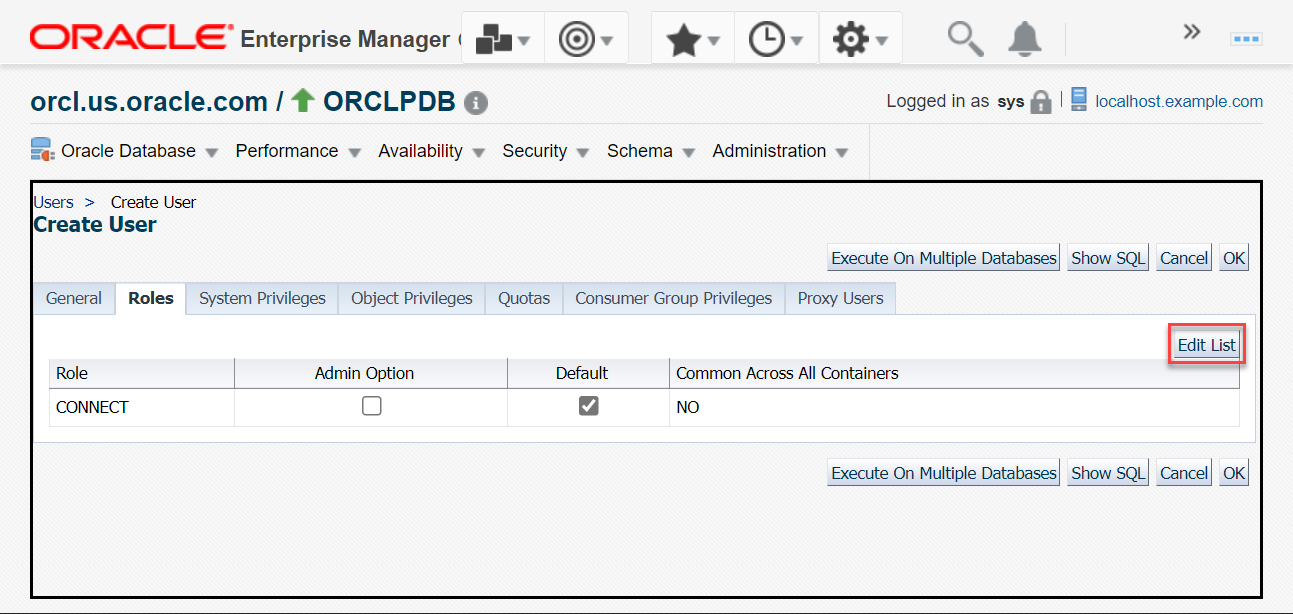 ORACLE Enterprise Manager
orcl.us.oracle.com / ORCLPDB
Logged in as sys | localhost.example.com
Oracle Database Performance Availability Security Schema Administration
Users > Create User
Create User
Execute On Multiple Databases Show SQL Cancel OK
General Roles System Privileges Object Privileges Quotas Consumer Group Privileges Proxy Users
Edit List
Role Admin Option Default Common Across All Containers
CONNECT NO
Execute On Multiple Databases Show SQL Cancel OK